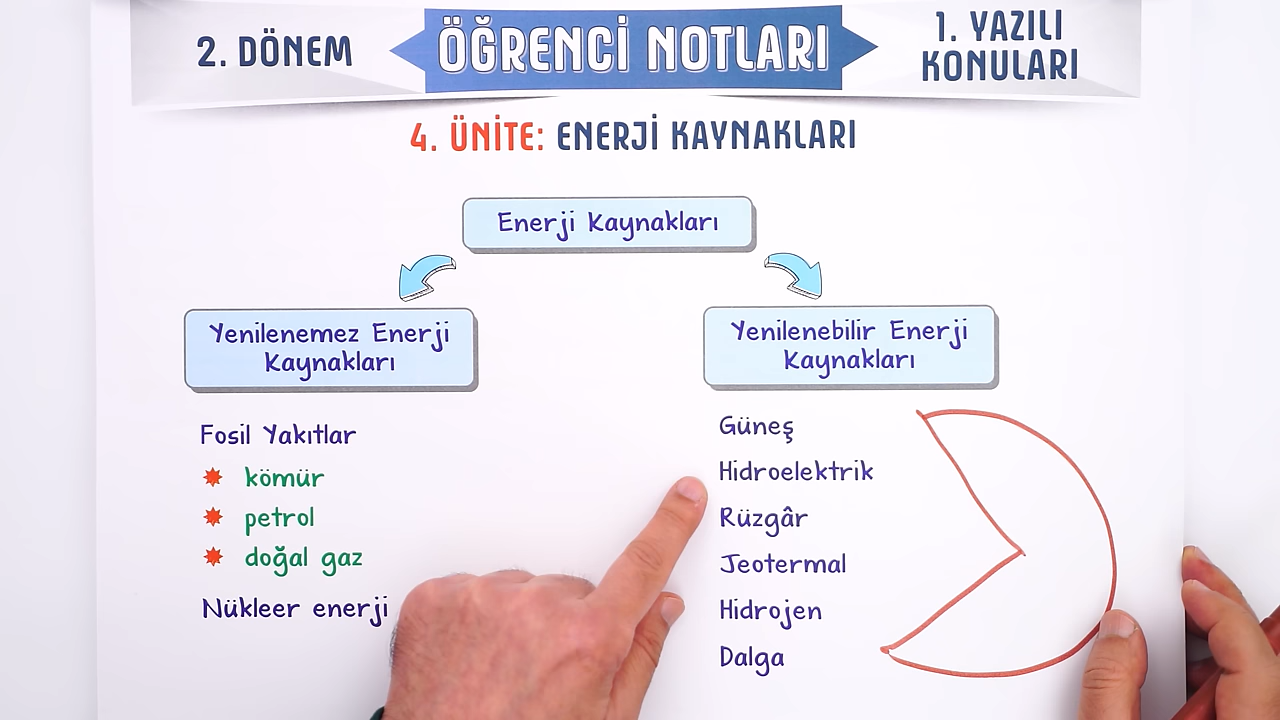 2. DÖNEM
ÖĞRENCİ NOTLARI
1. YAZILI
KONULARI
4. ÜNİTE: ENERJİ KAYNAKLARI
Enerji Kaynakları
Yenilenemez Enerji
Kaynakları
Yenilenebilir Enerji
Kaynakları
Fosil Yakıtlar
kömür
petrol
doğal gaz
Nükleer enerji
Güneş
Hidroelektrik
Rüzgâr
Jeotermal
Hidrojen
Dalga